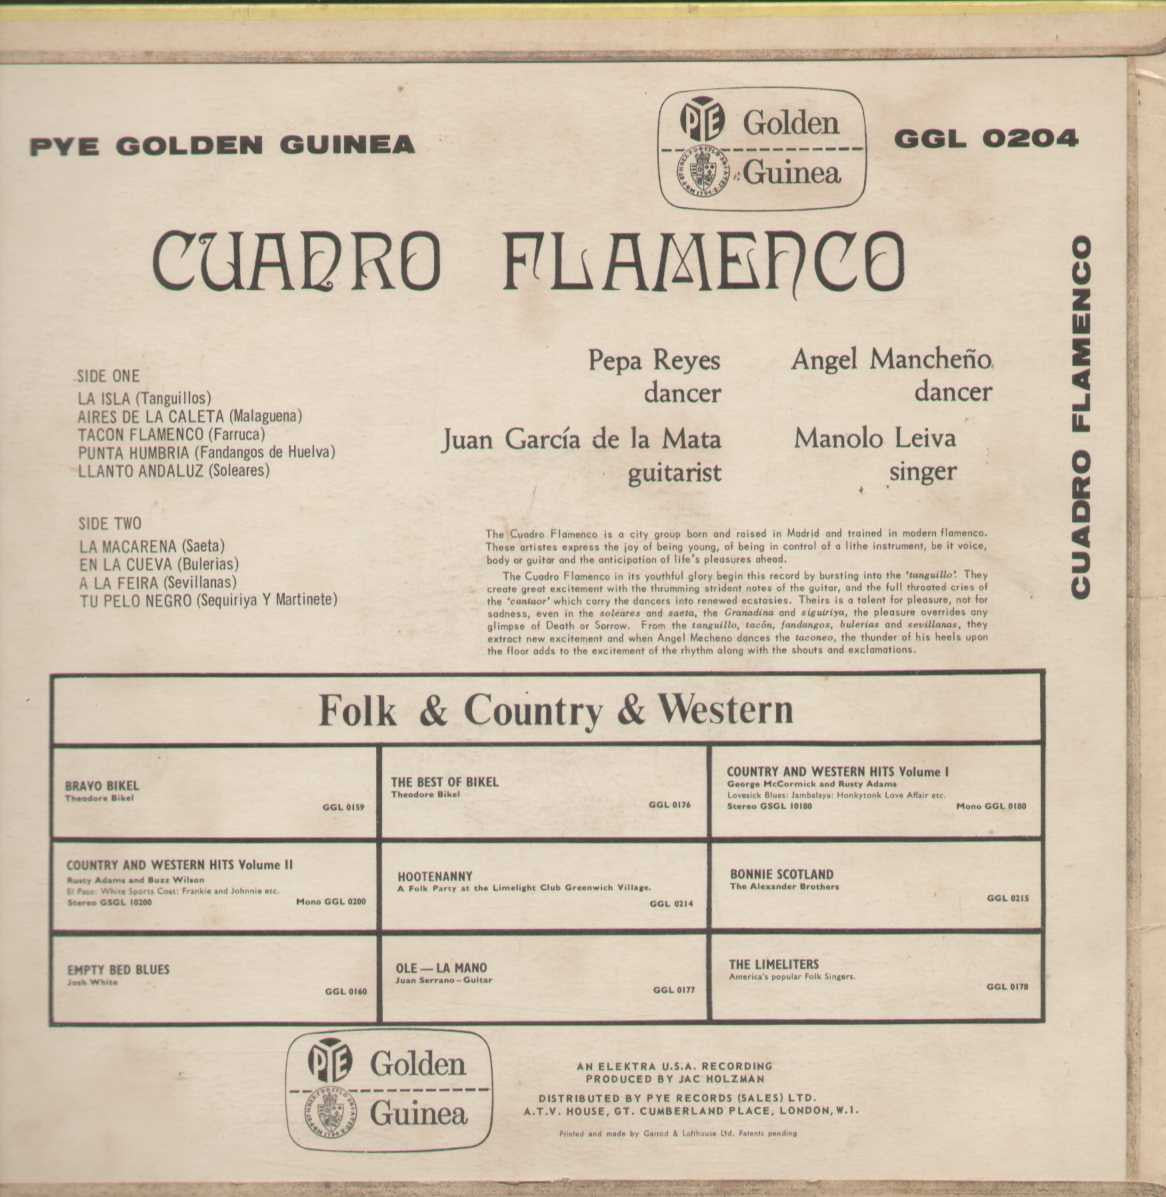 PYE GOLDEN GUINEA
PYE Golden
Guinea
GGL 0204
CUADRO FLAMENCO
CUADRO FLAMENCO
SIDE ONE
LA ISLA (Tanguillos)
AIRES DE LA CALETA (Malaguena)
TACON FLAMENCO (Farruca)
PUNTA HUMBRIA (Fandangos de Huelva)
LLANTO ANDALUZ (Soleares)
SIDE TWO
LA MACARENA (Saeta)
EN LA CUEVA (Bulerias)
A LA FEIRA (Sevillanas)
TU PELO NEGRO (Sequiriya Y Martinete)
Pepa Reyes
dancer
Angel Mancheño
dancer
Juan García de la Mata
guitarist
Manolo Leiva
singer
The Cuadro Flamenco is a city group born and raised in Madrid and trained in modern flamenco.
These artistes express the joy of being young, of being in control of a lithe instrument, be it voice,
body or guitar and the anticipation of life's pleasures ahead.
The Cuadro Flamenco in its youthful glory begin this record by bursting into the 'tanguillo'. They
create great excitement with the thrumming strident notes of the guitar, and the full throated cries of
the 'cantaor' which carry the dancers into renewed ecstasies. Theirs is a talent for pleasure, not for
sadness, even in the soleares and saeta, the Granadina and siguiriya, the pleasure overrides any
glimpse of Death or Sorrow. From the tanguillo, tacón, fandangos, bulerias and sevillanas, they
extract new excitement and when Angel Mecheno dances the taconeo, the thunder of his heels upon
the floor adds to the excitement of the rhythm along with the shouts and exclamations.
Folk & Country & Western
BRAVO BIKEL
Theodore Bikel
GGL 0159
THE BEST OF BIKEL
Theodore Bikel
GGL 0176
COUNTRY AND WESTERN HITS Volume I
George McCormick and Rusty Adams
Lovesick Blues: Jambalaya: Honkytonk Love Affair etc.
Stereo GSGL 10180 Mono GGL 0180
COUNTRY AND WESTERN HITS Volume II
Rusty Adams and Buzz Wilson
El Paso: White Sports Coat: Frankie and Johnnie etc.
Stereo GSGL 10200 Mono GGL 0200
HOOTENANNY
A Folk Party at the Limelight Club Greenwich Village.
GGL 0214
BONNIE SCOTLAND
The Alexander Brothers
GGL 0215
EMPTY BED BLUES
Josh White
GGL 0160
OLE — LA MANO
Juan Serrano – Guitar
GGL 0177
THE LIMELITERS
America's popular Folk Singers.
GGL 0178
PYE Golden
Guinea
AN ELEKTRA U.S.A. RECORDING
PRODUCED BY JAC HOLZMAN
DISTRIBUTED BY PYE RECORDS (SALES) LTD.
A.T.V. HOUSE, GT. CUMBERLAND PLACE, LONDON, W.1.
Printed and made by Garrod & Lofthouse Ltd. Patents pending